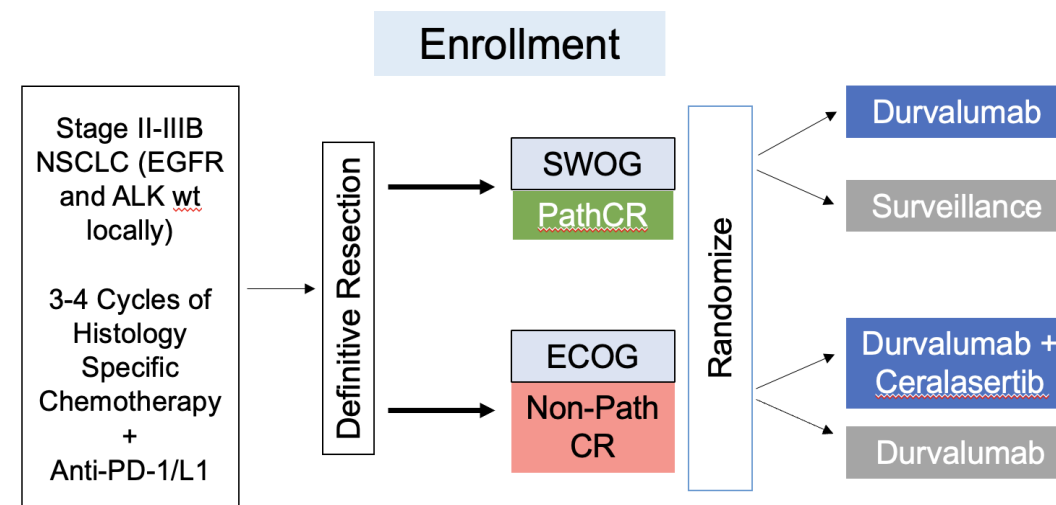 Enrollment
Stage II-IIIB
NSCLC (EGFR
and ALK wt
locally)
3-4 Cycles of
Histology
Specific
Chemotherapy
+
Anti-PD-1/L1
Definitive Resection
SWOG
PathCR
ECOG
Non-Path
CR
Randomize
Durvalumab
Surveillance
Durvalumab +
Ceralasertib
Durvalumab